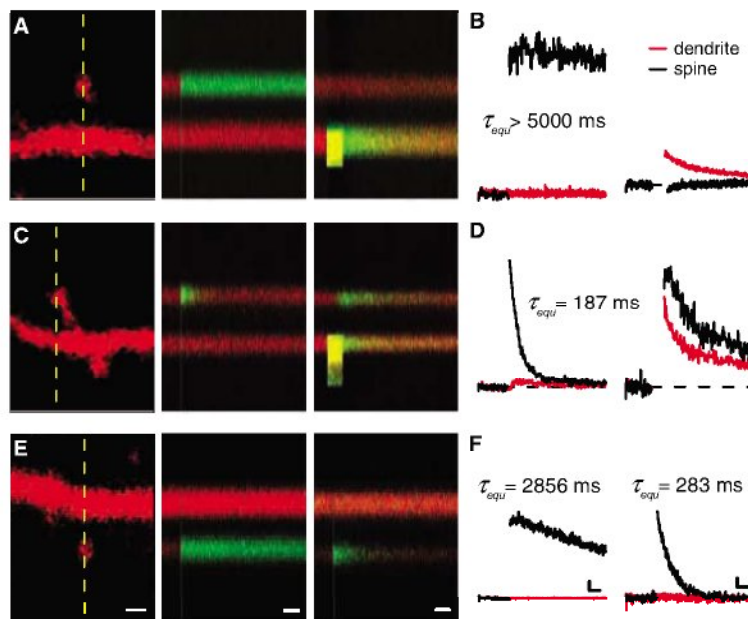 A
B
dendrite
spine
τequ > 5000 ms
C
D
τequ = 187 ms
E
F
τequ = 2856 ms
τequ = 283 ms